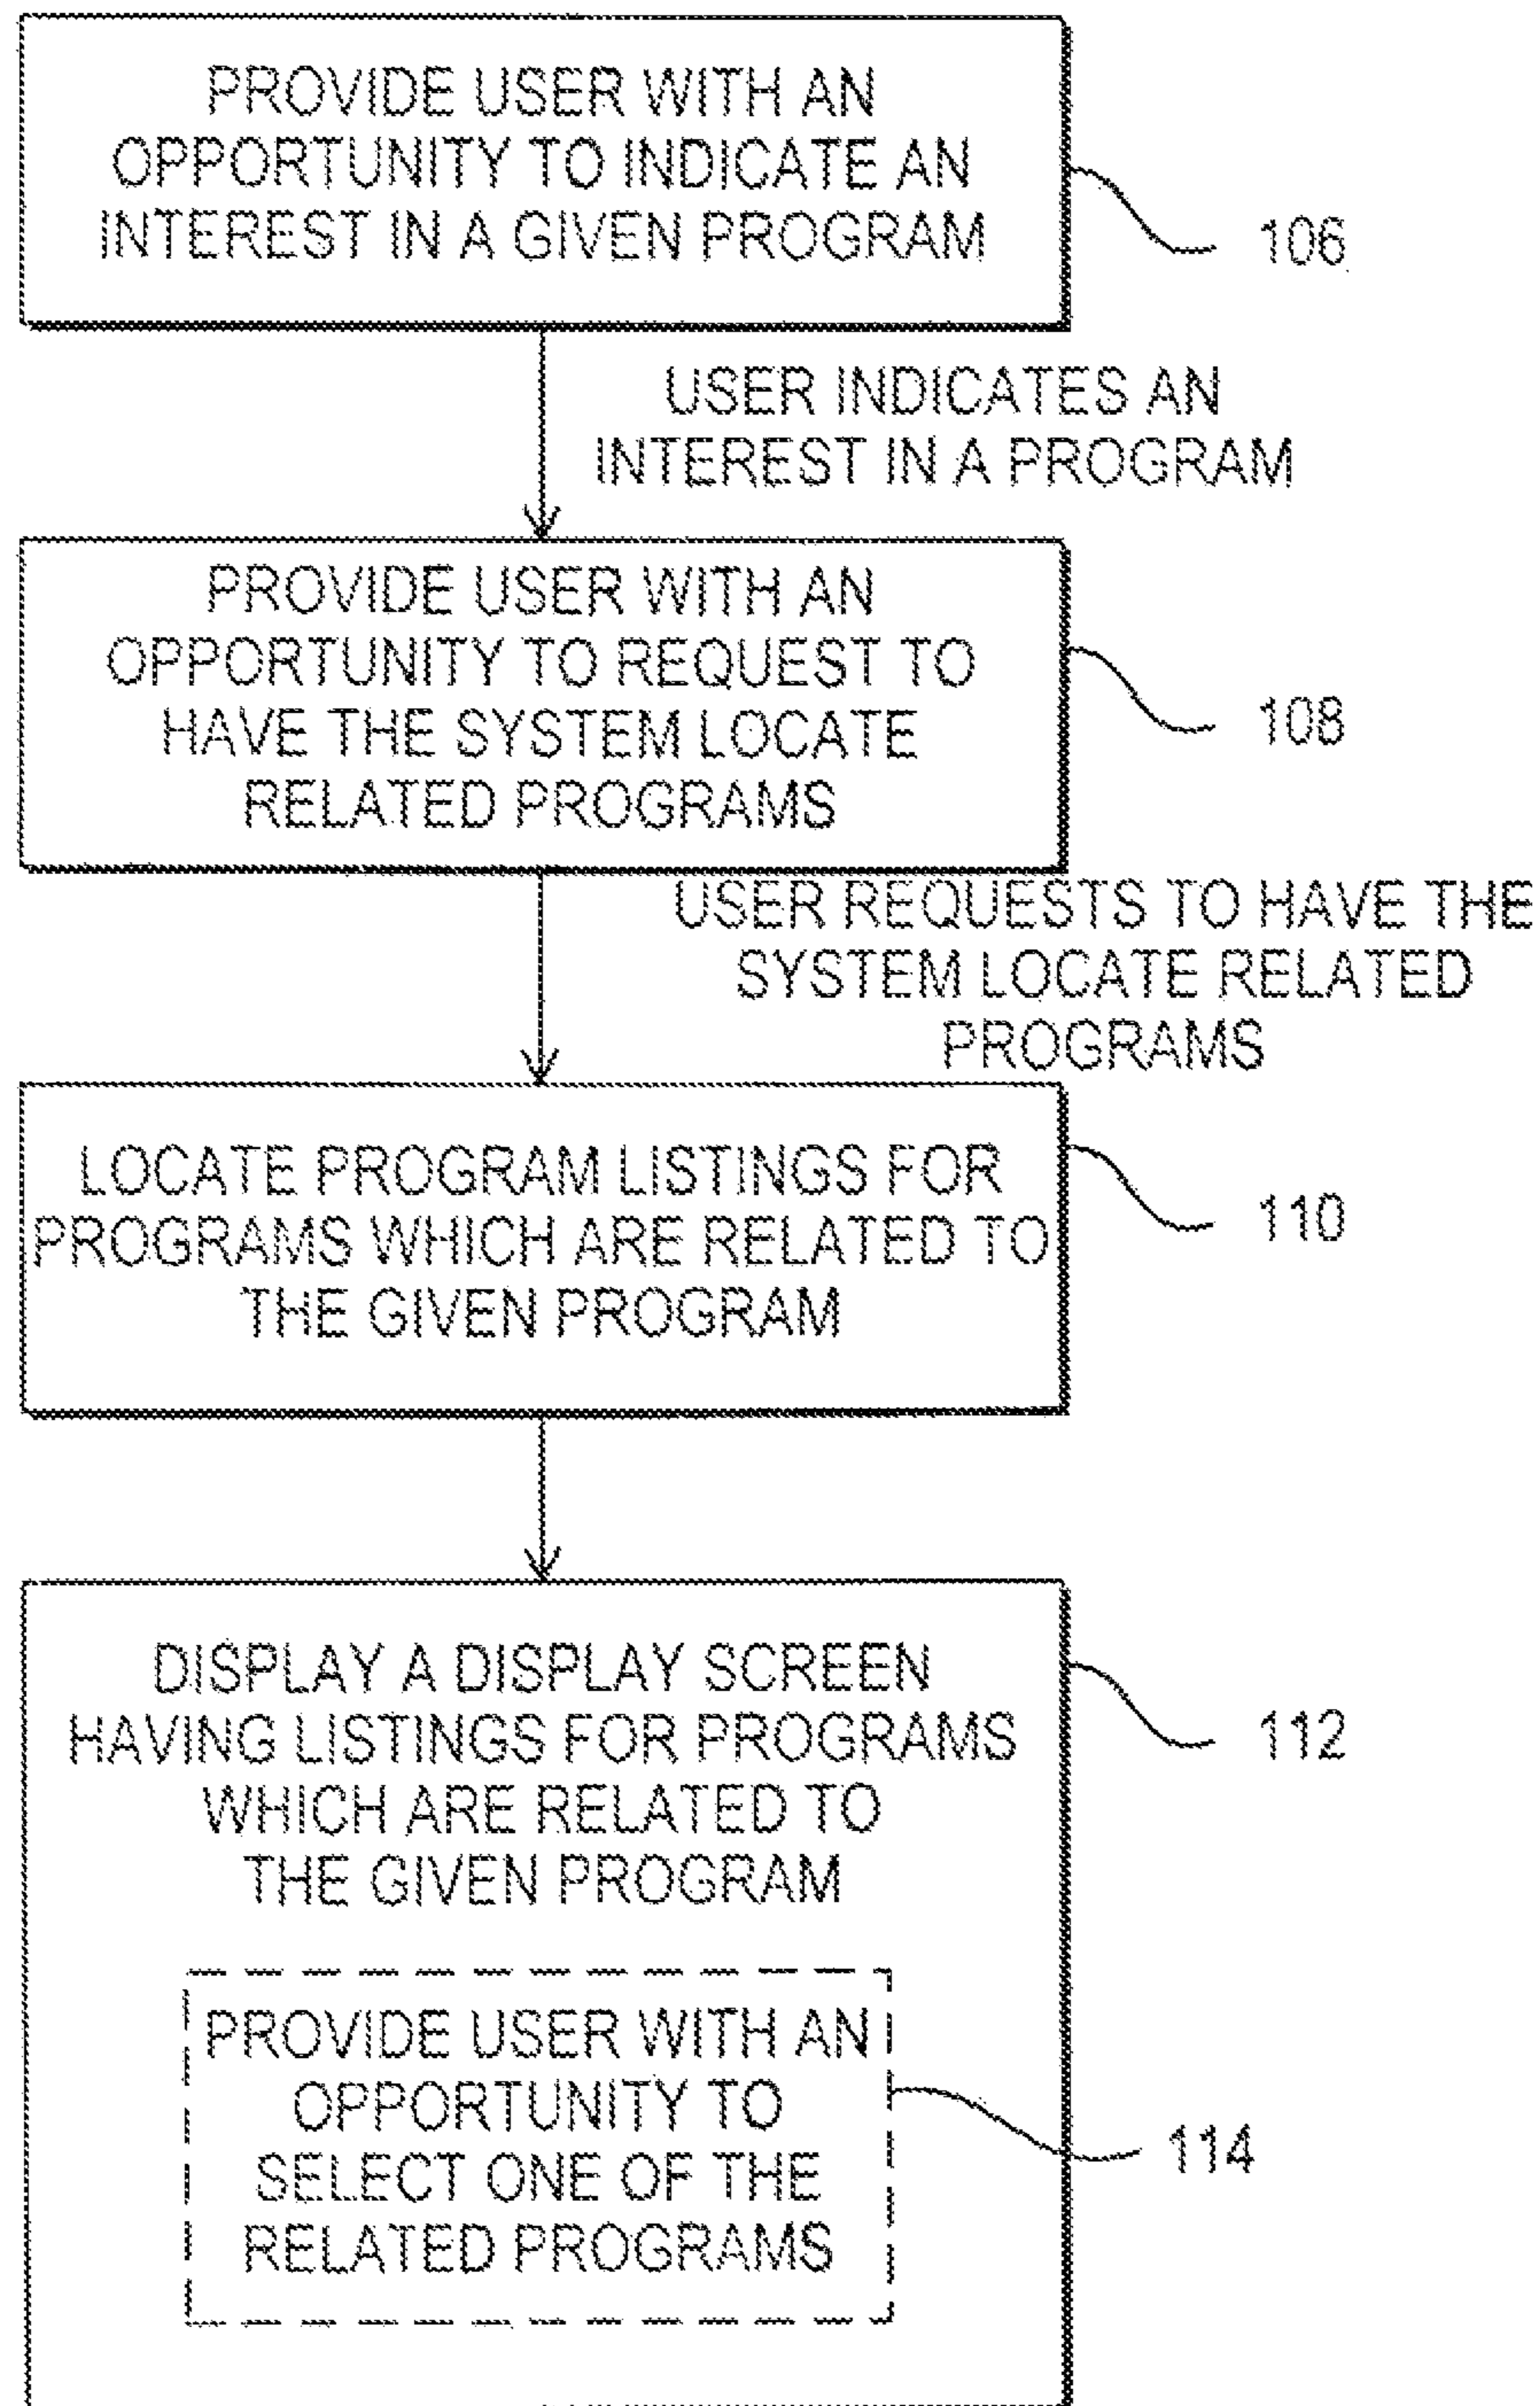 PROVIDE USER WITH AN
OPPORTUNITY TO INDICATE AN
INTEREST IN A GIVEN PROGRAM
106
USER INDICATES AN
INTEREST IN A PROGRAM
PROVIDE USER WITH AN
OPPORTUNITY TO REQUEST TO
HAVE THE SYSTEM LOCATE
RELATED PROGRAMS
108
USER REQUESTS TO HAVE THE
SYSTEM LOCATE RELATED
PROGRAMS
LOCATE PROGRAM LISTINGS FOR
PROGRAMS WHICH ARE RELATED TO
THE GIVEN PROGRAM
110
DISPLAY A DISPLAY SCREEN
HAVING LISTINGS FOR PROGRAMS
WHICH ARE RELATED TO
THE GIVEN PROGRAM
112
PROVIDE USER WITH AN
OPPORTUNITY TO
SELECT ONE OF THE
RELATED PROGRAMS
114